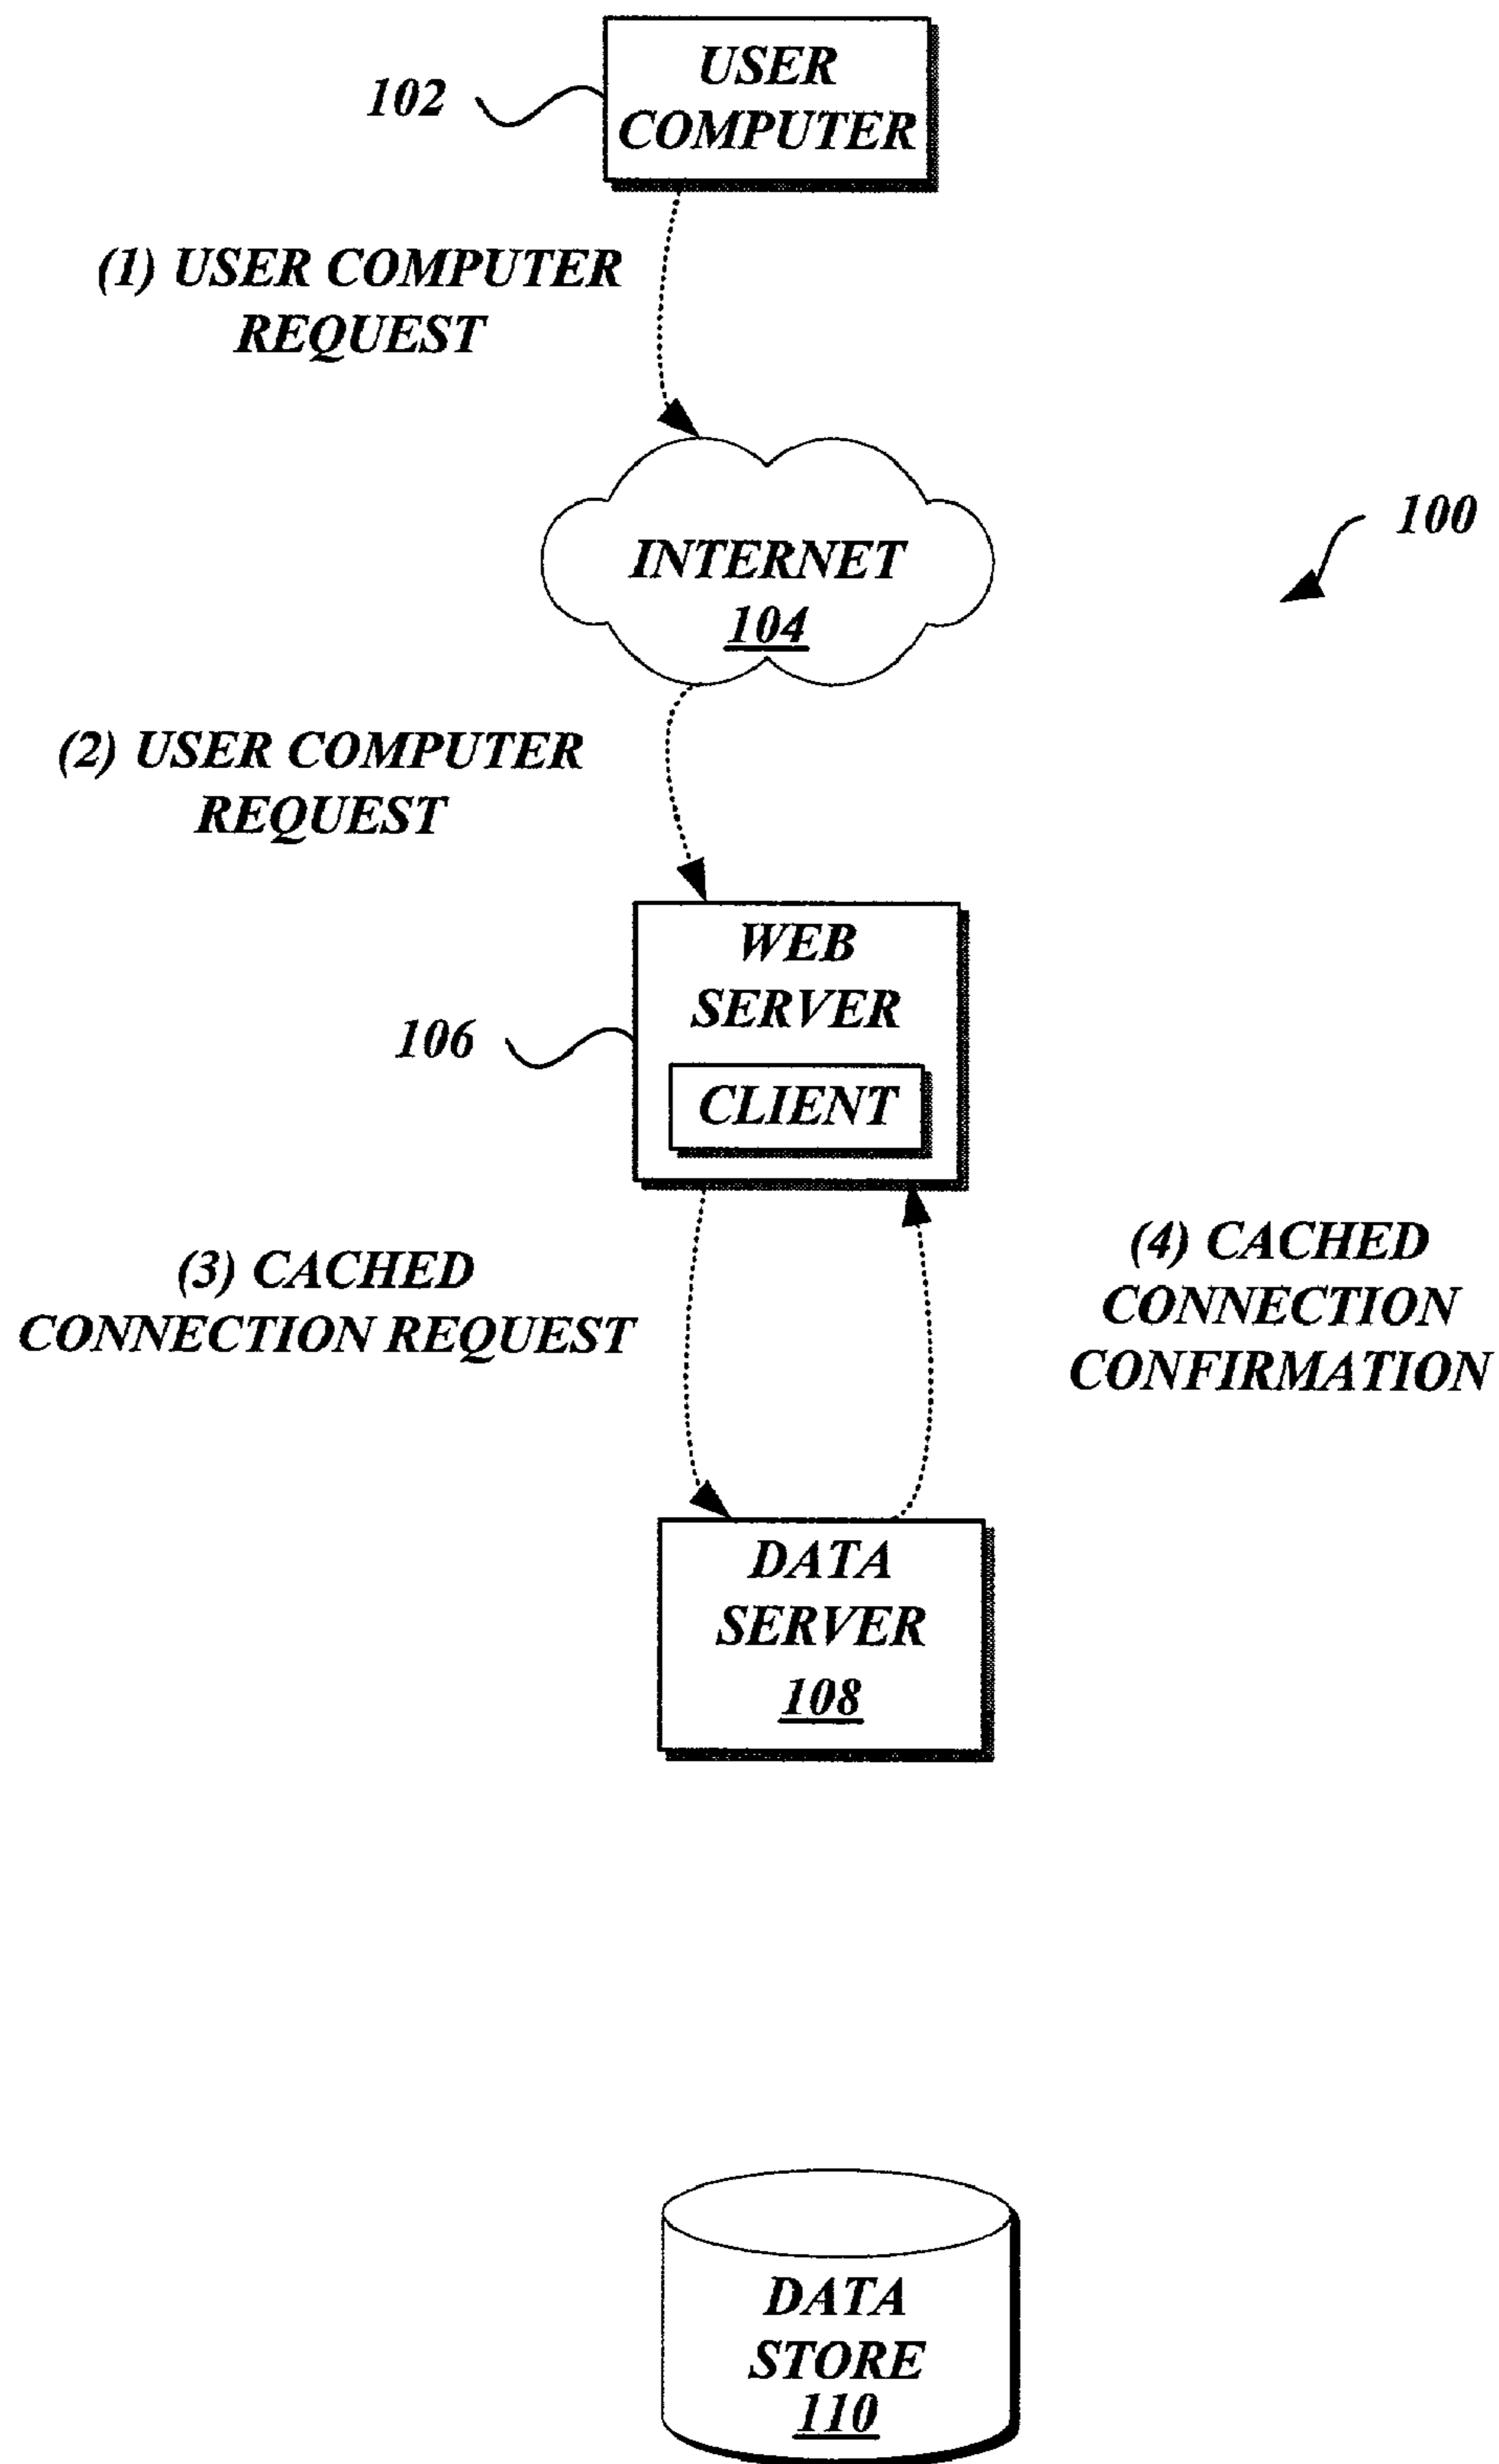 USER
COMPUTER
102
(1) USER COMPUTER
REQUEST
100
INTERNET
104
(2) USER COMPUTER
REQUEST
WEB
SERVER
106
CLIENT
(3) CACHED
CONNECTION REQUEST
(4) CACHED
CONNECTION
CONFIRMATION
DATA
SERVER
108
DATA
STORE
110